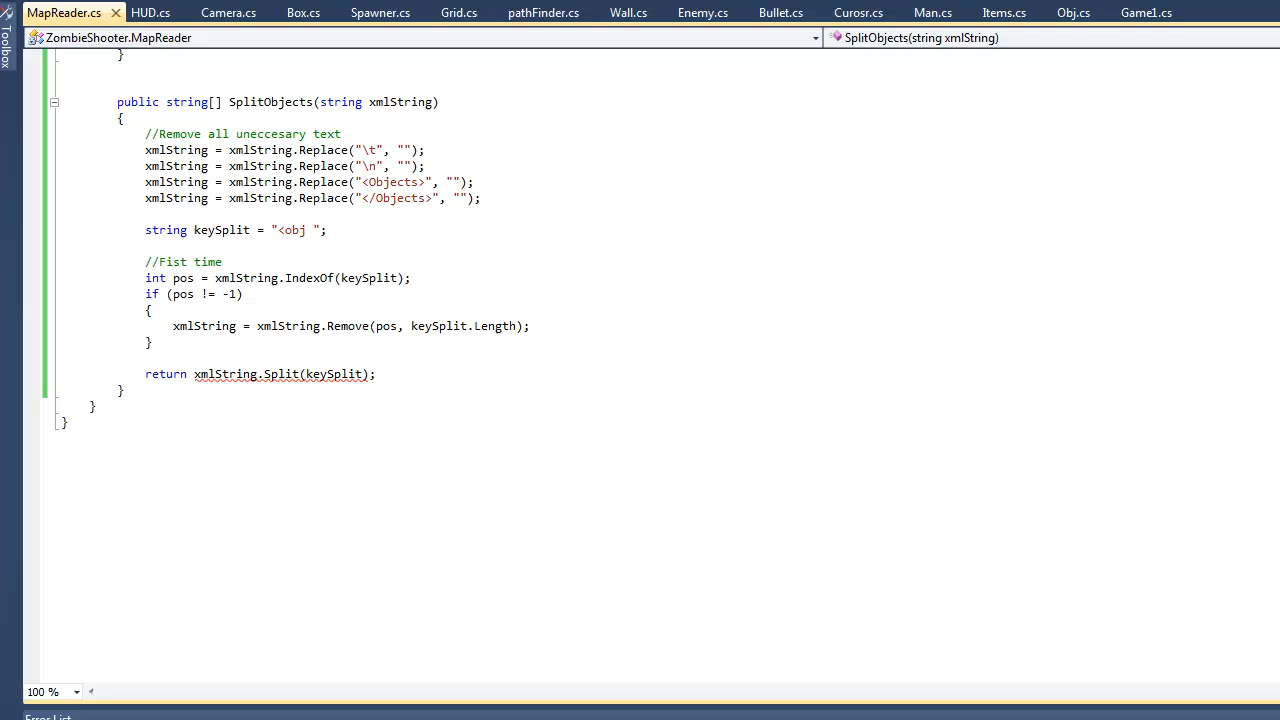 MapReader.cs HUD.cs Camera.cs Box.cs Spawner.cs Grid.cs pathFinder.cs Wall.cs Enemy.cs Bullet.cs Curosr.cs Man.cs Items.cs Obj.cs Game1.cs
ZombieShooter.MapReader SplitObjects(string xmlString)
Toolbox
}
public string[] SplitObjects(string xmlString)
{
//Remove all uneccesary text
xmlString = xmlString.Replace("\t", "");
xmlString = xmlString.Replace("\n", "");
xmlString = xmlString.Replace("<Objects>", "");
xmlString = xmlString.Replace("</Objects>", "");
string keySplit = "<obj ";
//Fist time
int pos = xmlString.IndexOf(keySplit);
if (pos != -1)
{
xmlString = xmlString.Remove(pos, keySplit.Length);
}
return xmlString.Split(keySplit);
}
}
}
100 %
Error List